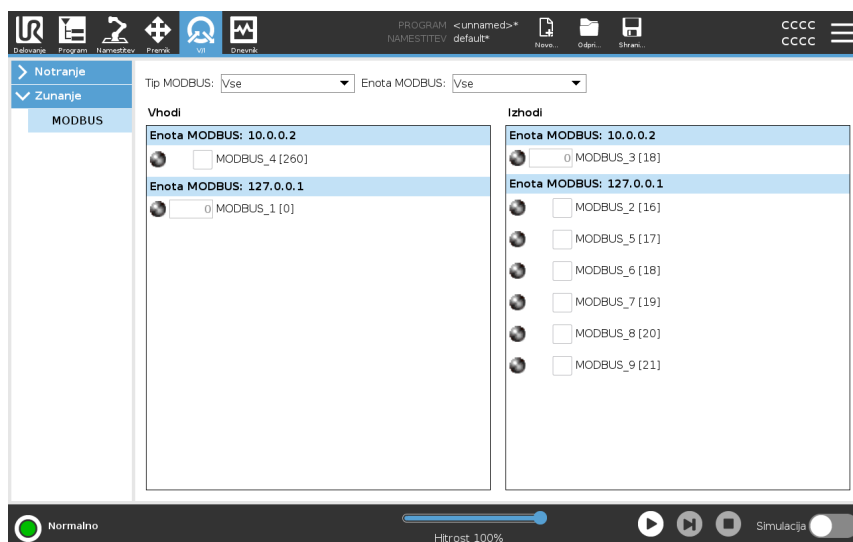 PROGRAM <unnamed>*
NAMESTITEV default*
CCCC
CCCC
Delovanje Program Namestitev Premik V/I Dnevnik Novo... Odpri... Shrani...
Notranje
Zunanje
MODBUS
Tip MODBUS: Vse Enota MODBUS: Vse
Vhodi
Enota MODBUS: 10.0.0.2
MODBUS_4 [260]
Enota MODBUS: 127.0.0.1
0 MODBUS_1 [0]
Izhodi
Enota MODBUS: 10.0.0.2
0 MODBUS_3 [18]
Enota MODBUS: 127.0.0.1
MODBUS_2 [16]
MODBUS_5 [17]
MODBUS_6 [18]
MODBUS_7 [19]
MODBUS_8 [20]
MODBUS_9 [21]
Normalno
Hitrost 100%
Simulacija